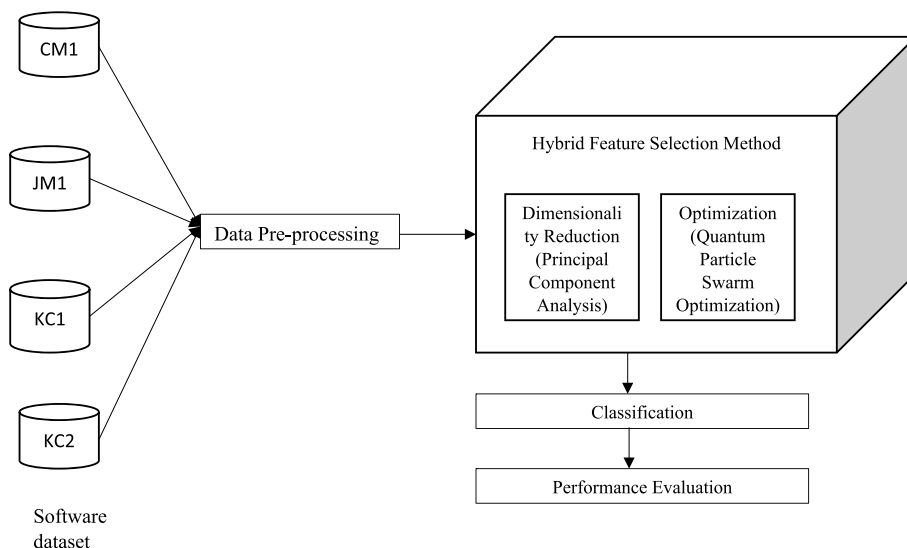 CM1
JM1
KC1
KC2
Software
dataset
Data Pre-processing
Hybrid Feature Selection Method
Dimensionali
ty Reduction
(Principal
Component
Analysis)
Optimization
(Quantum
Particle
Swarm
Optimization)
Classification
Performance Evaluation